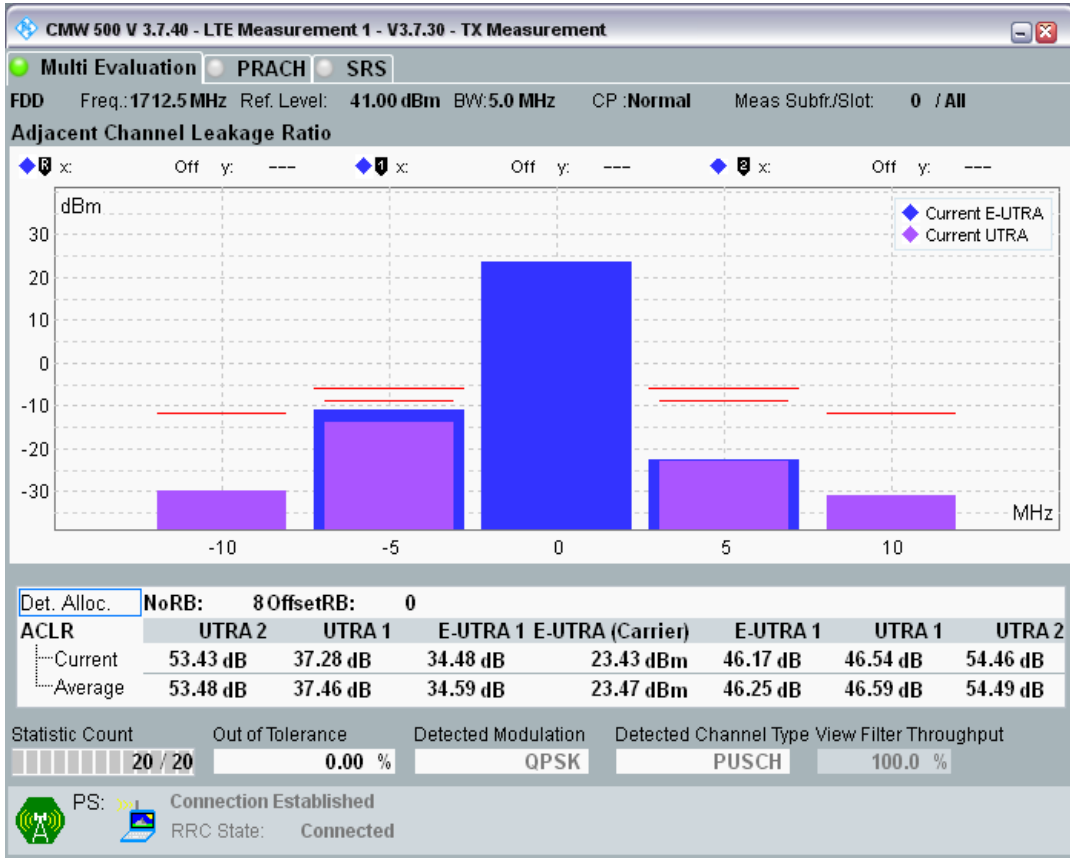 CMW 500 V 3.7.40 - LTE Measurement 1 - V3.7.30 - TX Measurement
Multi Evaluation PRACH SRS
FDD Freq.:1712.5 MHz Ref. Level: 41.00 dBm BW:5.0 MHz CP :Normal Meas Subfr./Slot: 0 / All
Adjacent Channel Leakage Ratio
R x: Off y: --- 1 x: Off y: --- 2 x: Off y: ---
dBm
Current E-UTRA
Current UTRA
30
20
10
0
-10
-20
-30
MHz
-10 -5 0 5 10
Det. Alloc. NoRB: 8 OffsetRB: 0
ACLR UTRA 2 UTRA 1 E-UTRA 1 E-UTRA (Carrier) E-UTRA 1 UTRA 1 UTRA 2
Current 53.43 dB 37.28 dB 34.48 dB 23.43 dBm 46.17 dB 46.54 dB 54.46 dB
Average 53.48 dB 37.46 dB 34.59 dB 23.47 dBm 46.25 dB 46.59 dB 54.49 dB
Statistic Count Out of Tolerance Detected Modulation Detected Channel Type View Filter Throughput
20 / 20 0.00 % QPSK PUSCH 100.0 %
PS: Connection Established
RRC State: Connected